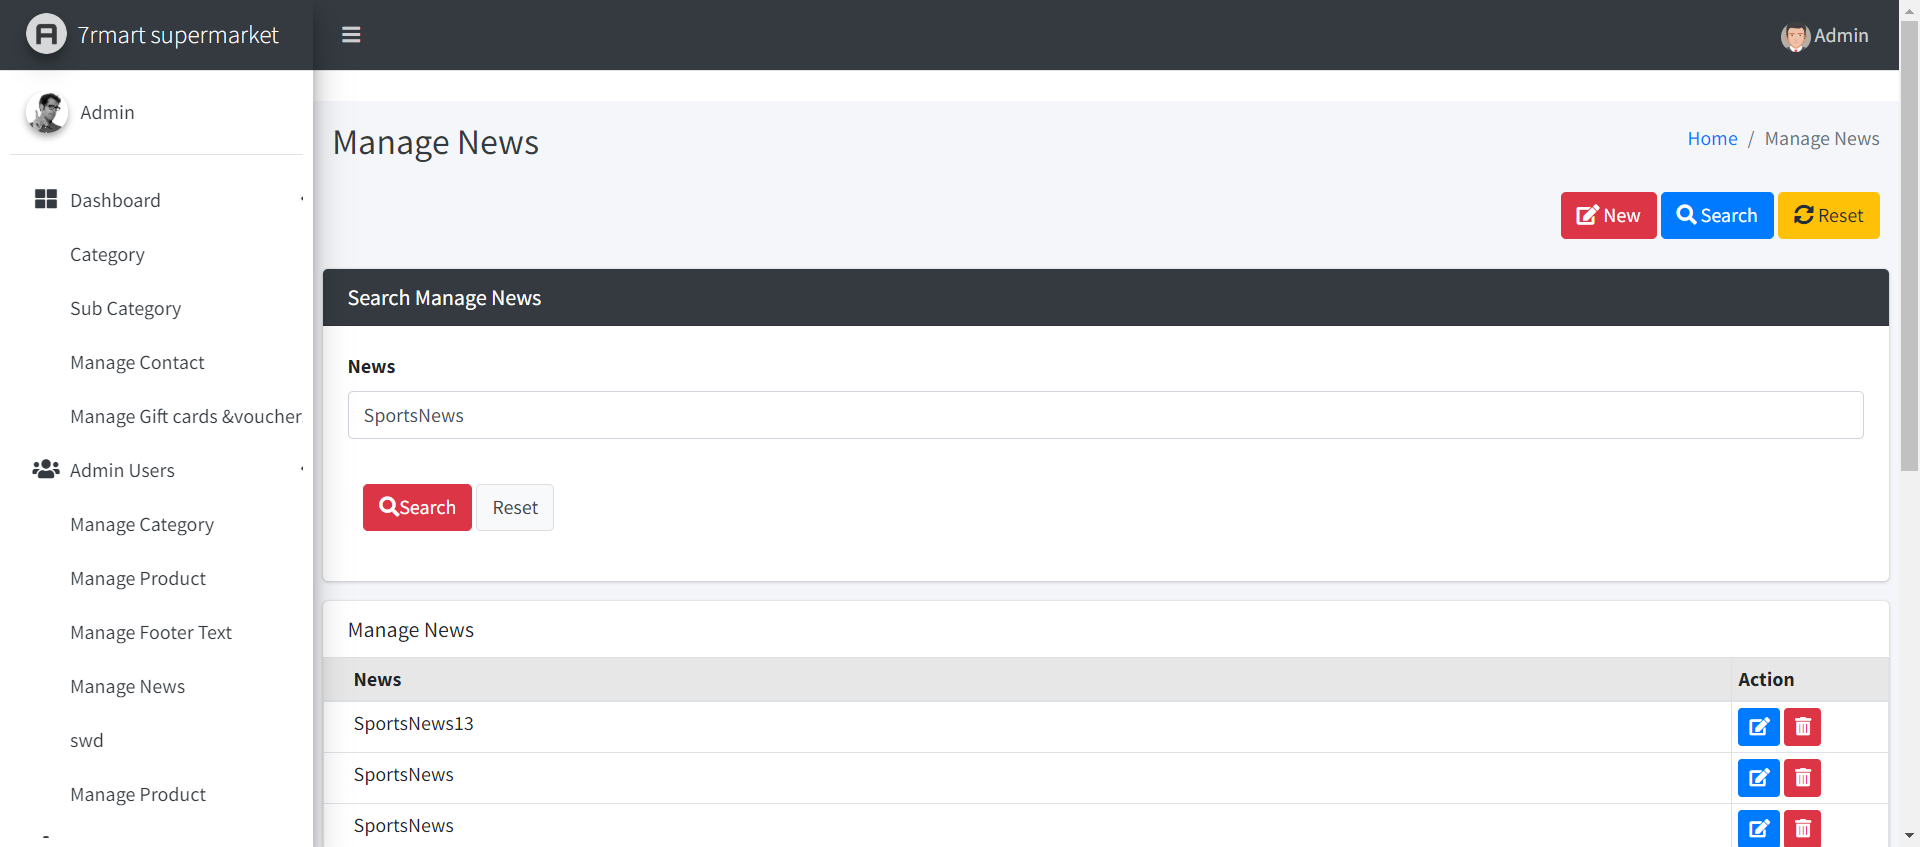 7rmart supermarket
Admin
Admin
Dashboard
Category
Sub Category
Manage Contact
Manage Gift cards &voucher
Admin Users
Manage Category
Manage Product
Manage Footer Text
Manage News
swd
Manage Product
Manage News
Home / Manage News
New
Search
Reset
Search Manage News
News
SportsNews
Search
Reset
Manage News
News Action
SportsNews13
SportsNews
SportsNews